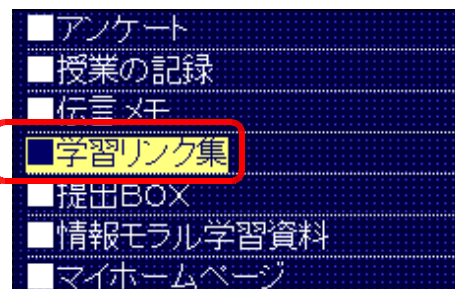 ■アンケート
■授業の記録
■伝言メモ
■学習リンク集
■提出BOX
■情報モラル学習資料
■マイホームページ